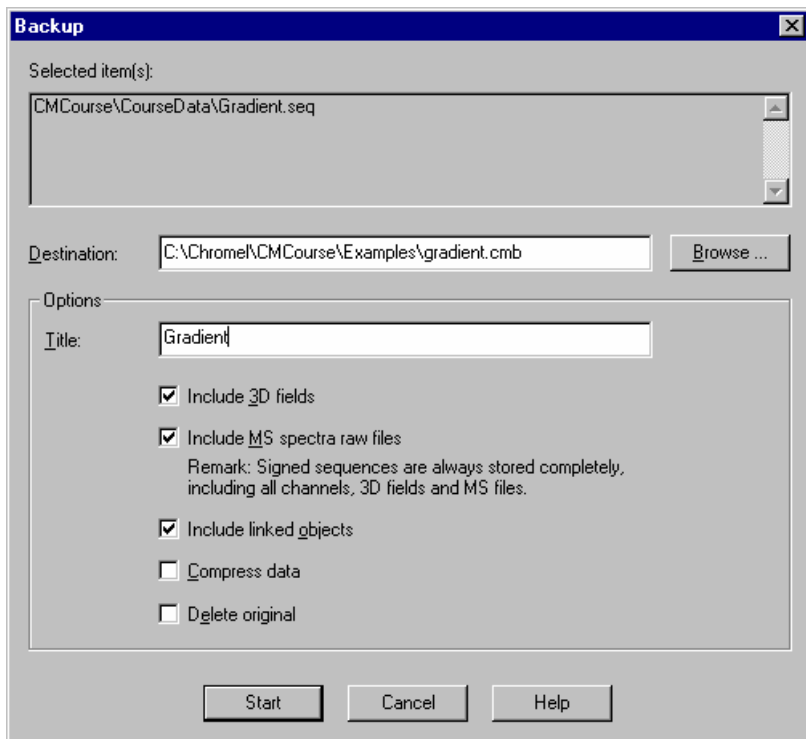 Backup
Selected item(s):
CMCourse\CourseData\Gradient.seq
Destination:
C:\Chromel\CMCourse\Examples\gradient.cmb
Browse ...
Options
Title:
Gradient
Include 3D fields
Include MS spectra raw files
Remark: Signed sequences are always stored completely,
including all channels, 3D fields and MS files.
Include linked objects
Compress data
Delete original
Start
Cancel
Help